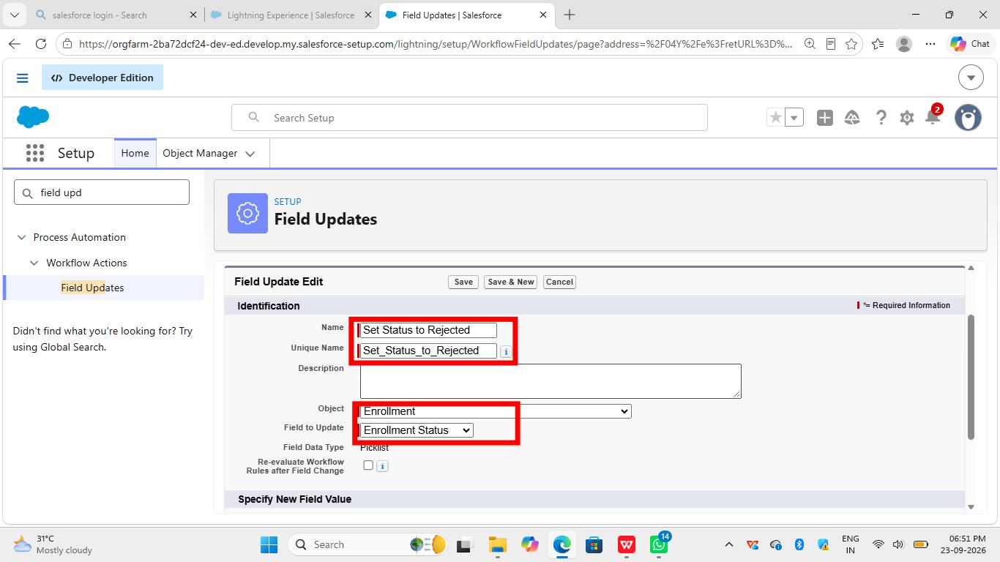 salesforce login - Search
Lightning Experience | Salesforce
Field Updates | Salesforce
https://orgfarm-2ba72dcf24-dev-ed.develop.my.salesforce-setup.com/lightning/setup/WorkflowFieldUpdates/page?address=%2F04Y%2Fe%3FretURL%3D%...
Chat
Developer Edition
Search Setup
2
Setup
Home
Object Manager
field upd
Process Automation
Workflow Actions
Field Updates
Didn't find what you're looking for? Try
using Global Search.
SETUP
Field Updates
Field Update Edit
Save
Save & New
Cancel
Identification
*= Required Information
Name
Set Status to Rejected
Unique Name
Set_Status_to_Rejected
i
Description
Object
Enrollment
Field to Update
Enrollment Status
Field Data Type
Picklist
Re-evaluate Workflow
Rules after Field Change
i
Specify New Field Value
31°C
Mostly cloudy
Search
14
ENG
IN
06:51 PM
23-09-2026